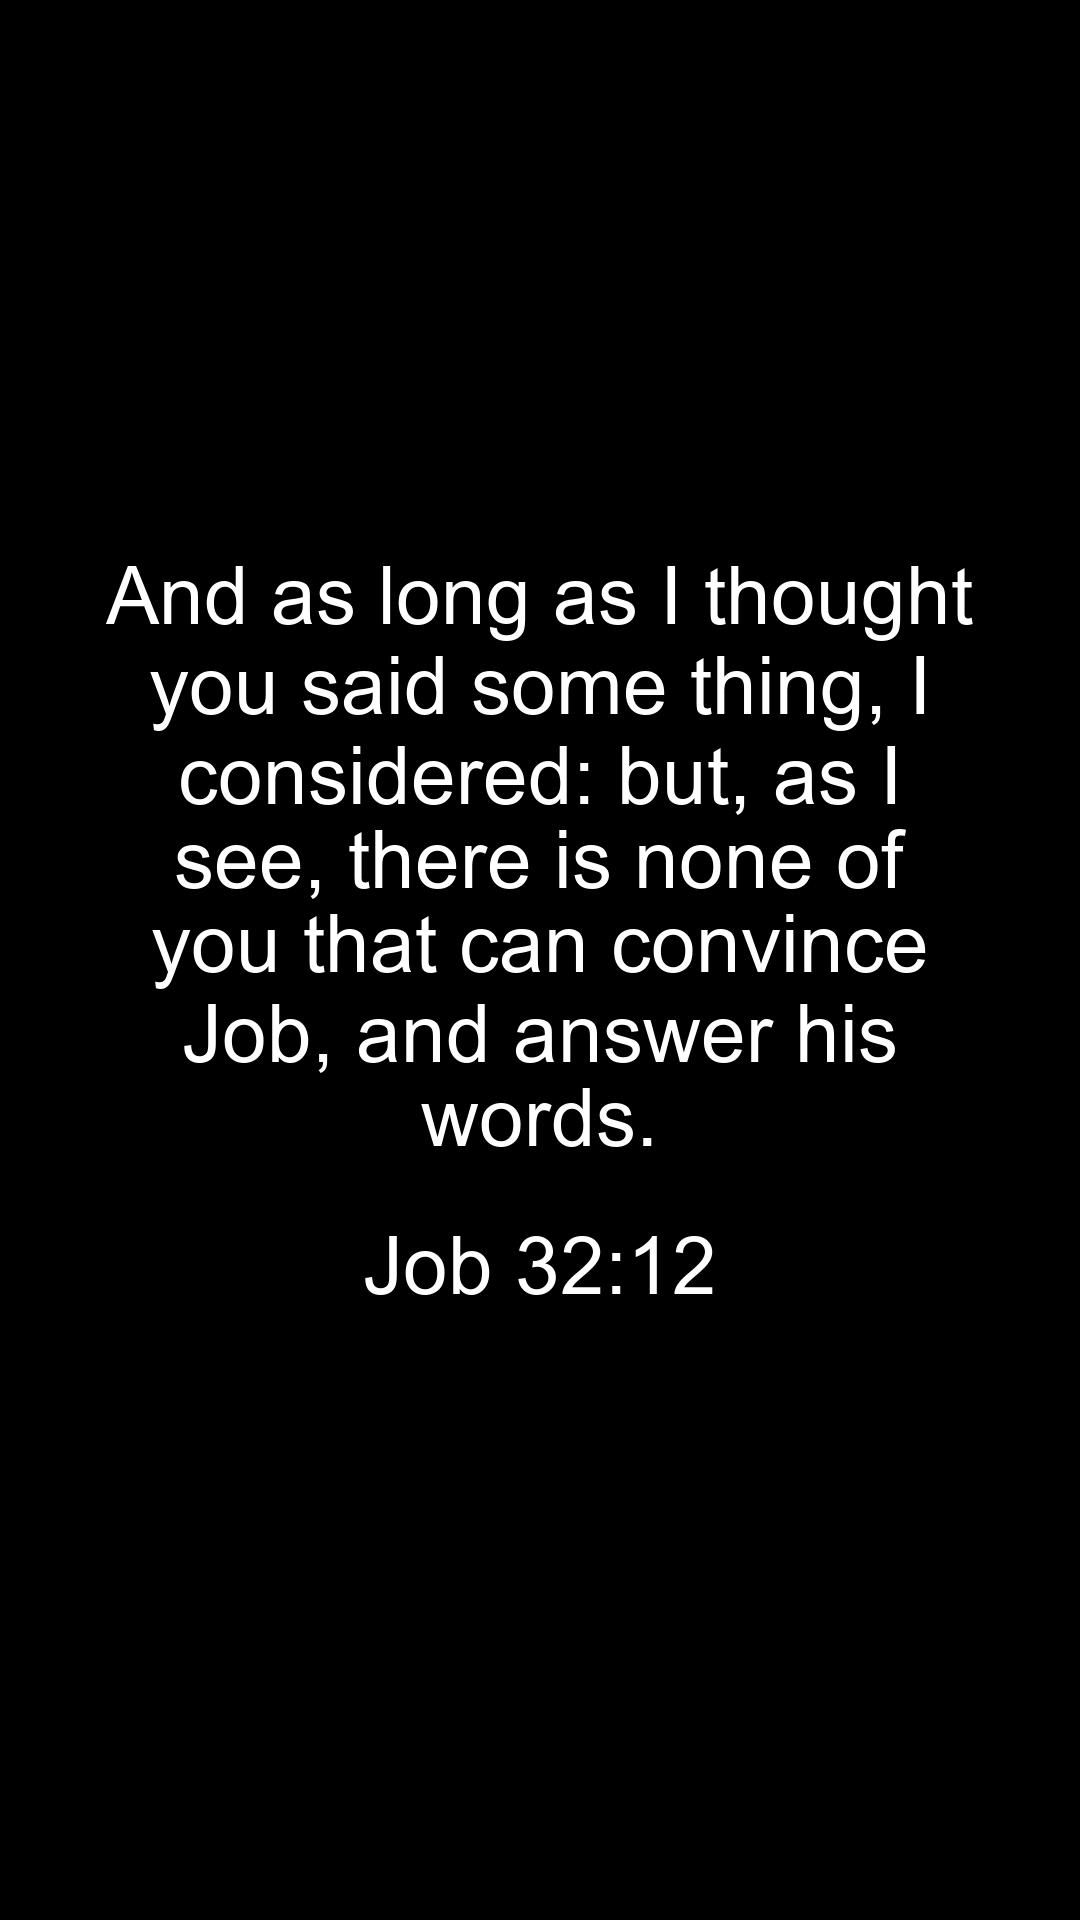 And as long as I thought
you said some thing, I
considered: but, as I
see, there is none of
you that can convince
Job, and answer his
words.
Job 32:12